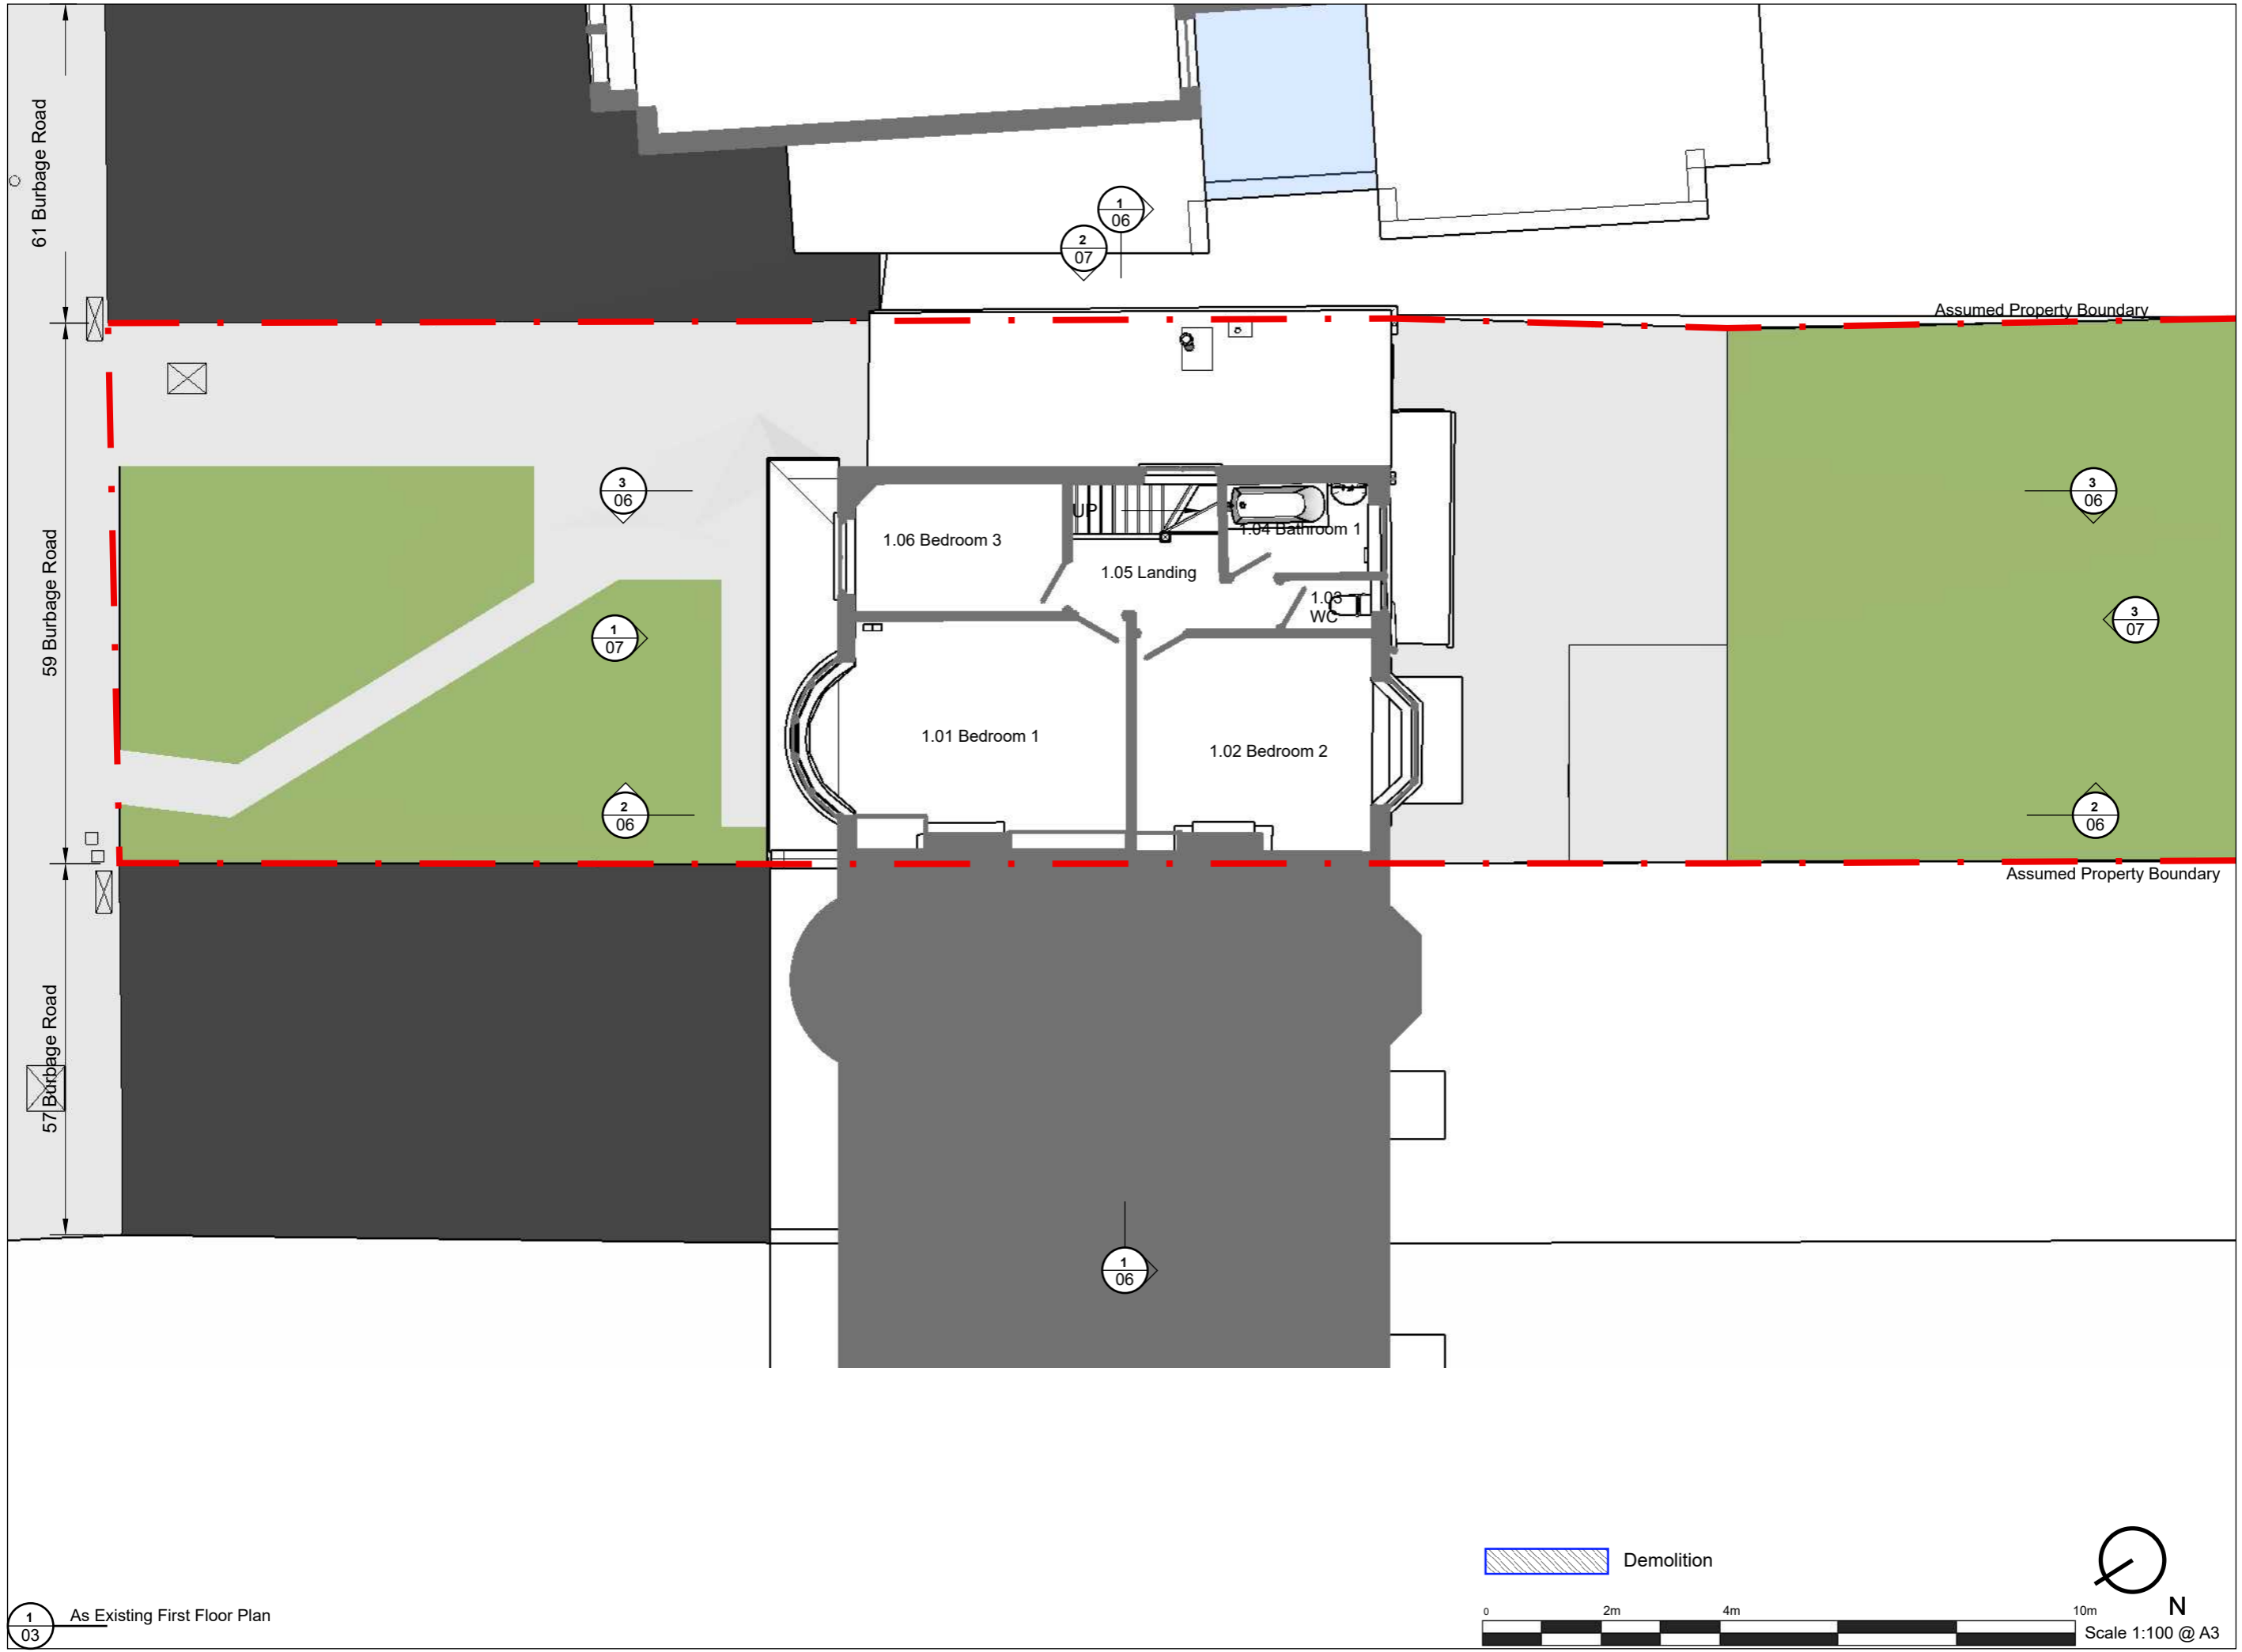 61 Burbage Road
1
06
2
07
Assumed Property Boundary
59 Burbage Road
3
06
3
06
UP
1.04 Bathroom 1
1.06 Bedroom 3
1.05 Landing
1.03
WC
1
07
3
07
1.01 Bedroom 1
1.02 Bedroom 2
2
06
2
06
Assumed Property Boundary
57 Burbage Road
1
06
Demolition
1
03
As Existing First Floor Plan
0
2m
4m
10m
N
Scale 1:100 @ A3